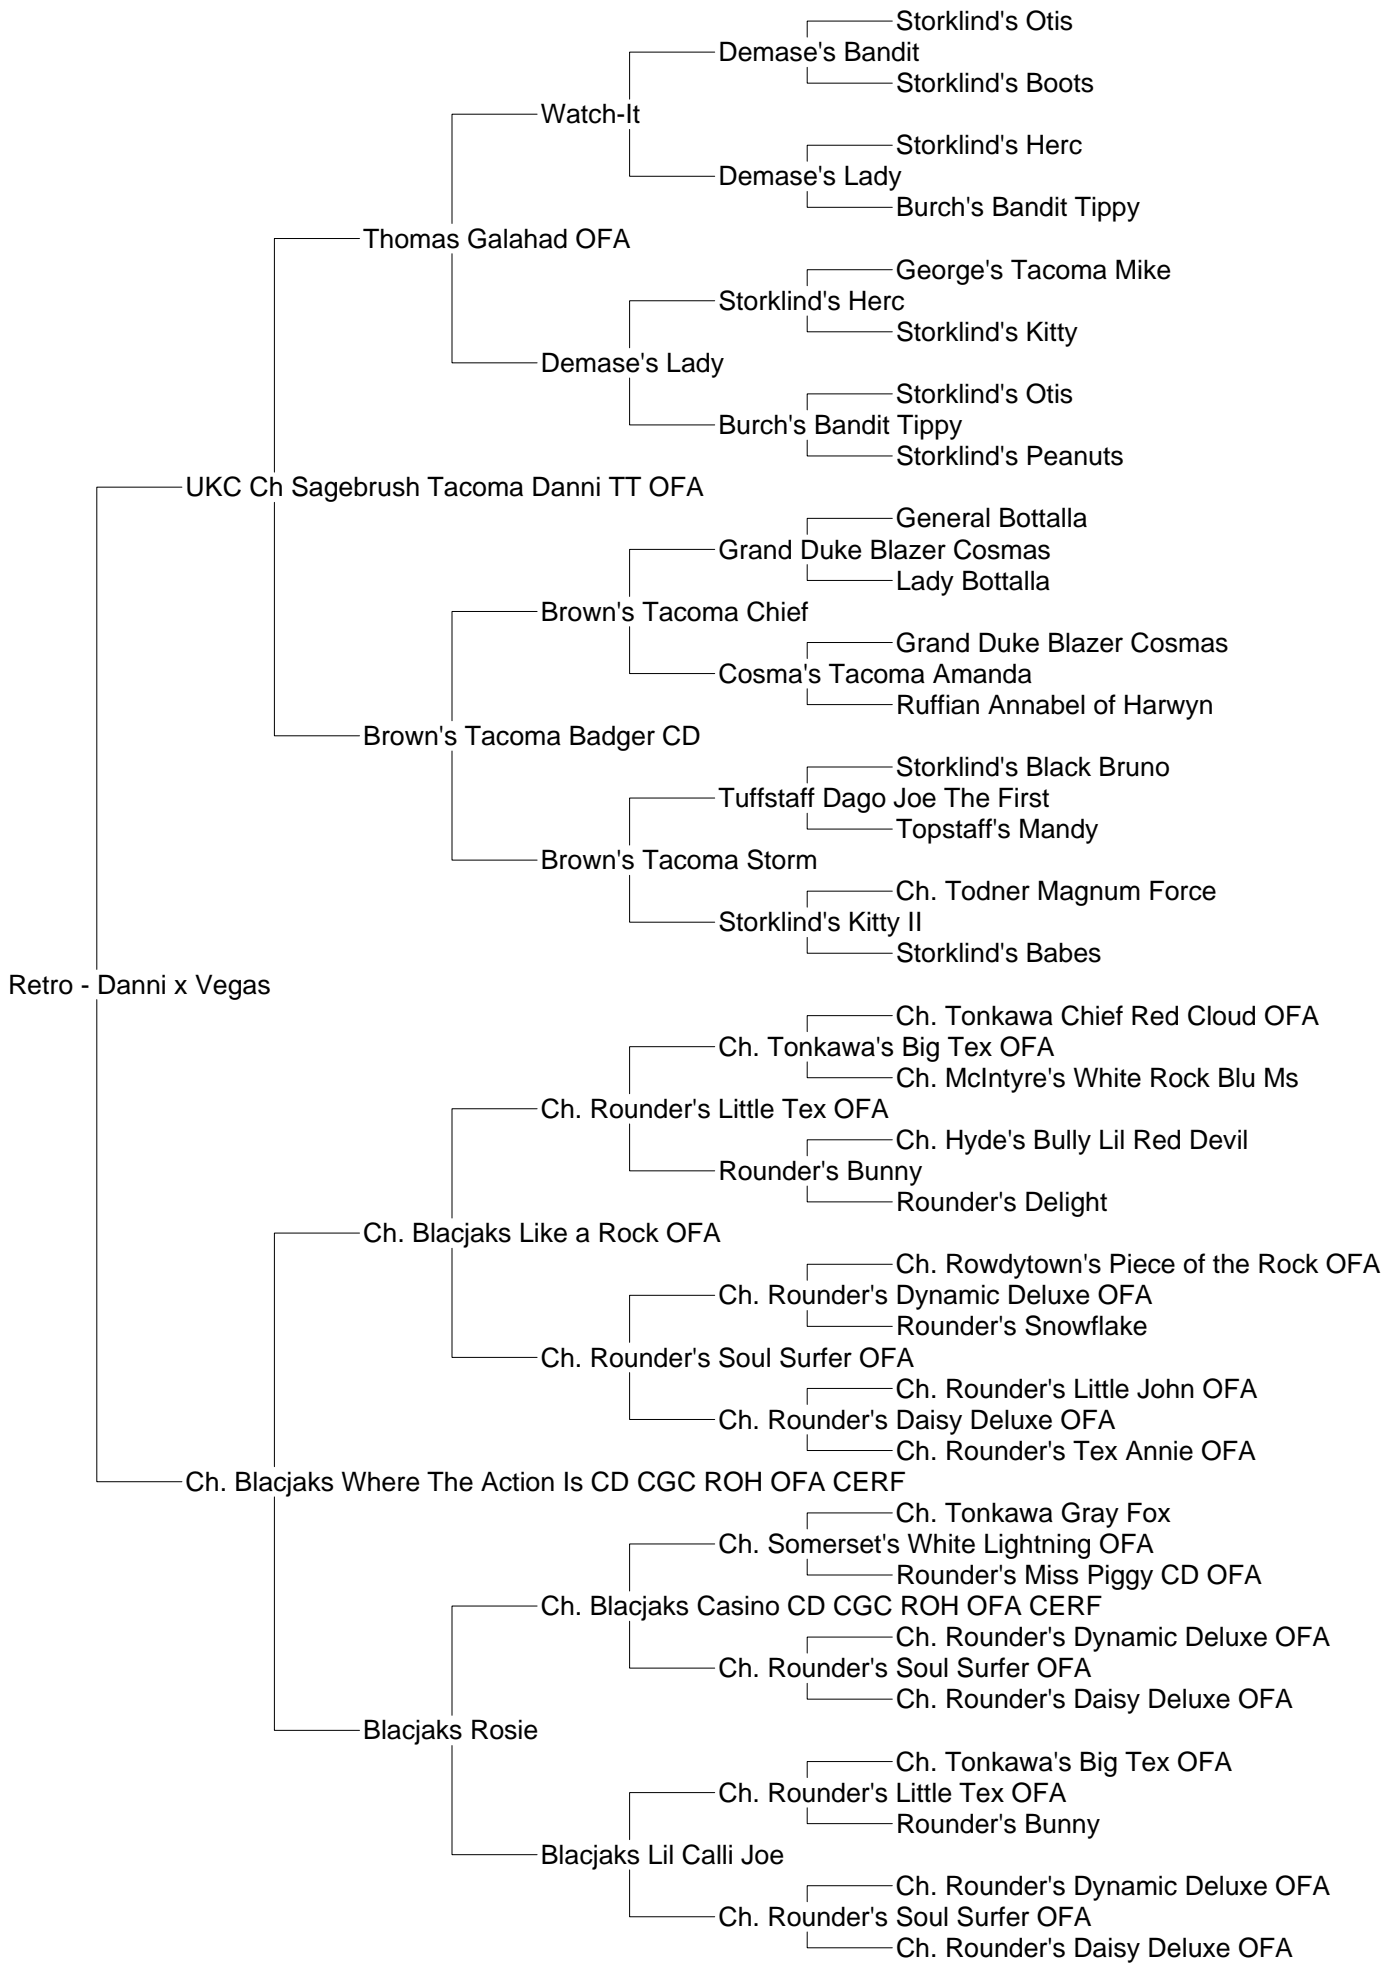 Storklind's Otis
Demase's Bandit
Storklind's Boots
Watch-It
Storklind's Herc
Demase's Lady
Burch's Bandit Tippy
Thomas Galahad OFA
George's Tacoma Mike
Storklind's Herc
Storklind's Kitty
Demase's Lady
Storklind's Otis
Burch's Bandit Tippy
Storklind's Peanuts
UKC Ch Sagebrush Tacoma Danni TT OFA
General Bottalla
Grand Duke Blazer Cosmas
Lady Bottalla
Brown's Tacoma Chief
Grand Duke Blazer Cosmas
Cosma's Tacoma Amanda
Ruffian Annabel of Harwyn
Brown's Tacoma Badger CD
Storklind's Black Bruno
Tuffstaff Dago Joe The First
Topstaff's Mandy
Brown's Tacoma Storm
Ch. Todner Magnum Force
Storklind's Kitty II
Storklind's Babes
Retro - Danni x Vegas
Ch. Tonkawa Chief Red Cloud OFA
Ch. Tonkawa's Big Tex OFA
Ch. McIntyre's White Rock Blu Ms
Ch. Rounder's Little Tex OFA
Ch. Hyde's Bully Lil Red Devil
Rounder's Bunny
Rounder's Delight
Ch. Blacjaks Like a Rock OFA
Ch. Rowdytown's Piece of the Rock OFA
Ch. Rounder's Dynamic Deluxe OFA
Rounder's Snowflake
Ch. Rounder's Soul Surfer OFA
Ch. Rounder's Little John OFA
Ch. Rounder's Daisy Deluxe OFA
Ch. Rounder's Tex Annie OFA
Ch. Blacjaks Where The Action Is CD CGC ROH OFA CERF
Ch. Tonkawa Gray Fox
Ch. Somerset's White Lightning OFA
Rounder's Miss Piggy CD OFA
Ch. Blacjaks Casino CD CGC ROH OFA CERF
Ch. Rounder's Dynamic Deluxe OFA
Ch. Rounder's Soul Surfer OFA
Ch. Rounder's Daisy Deluxe OFA
Blacjaks Rosie
Ch. Tonkawa's Big Tex OFA
Ch. Rounder's Little Tex OFA
Rounder's Bunny
Blacjaks Lil Calli Joe
Ch. Rounder's Dynamic Deluxe OFA
Ch. Rounder's Soul Surfer OFA
Ch. Rounder's Daisy Deluxe OFA